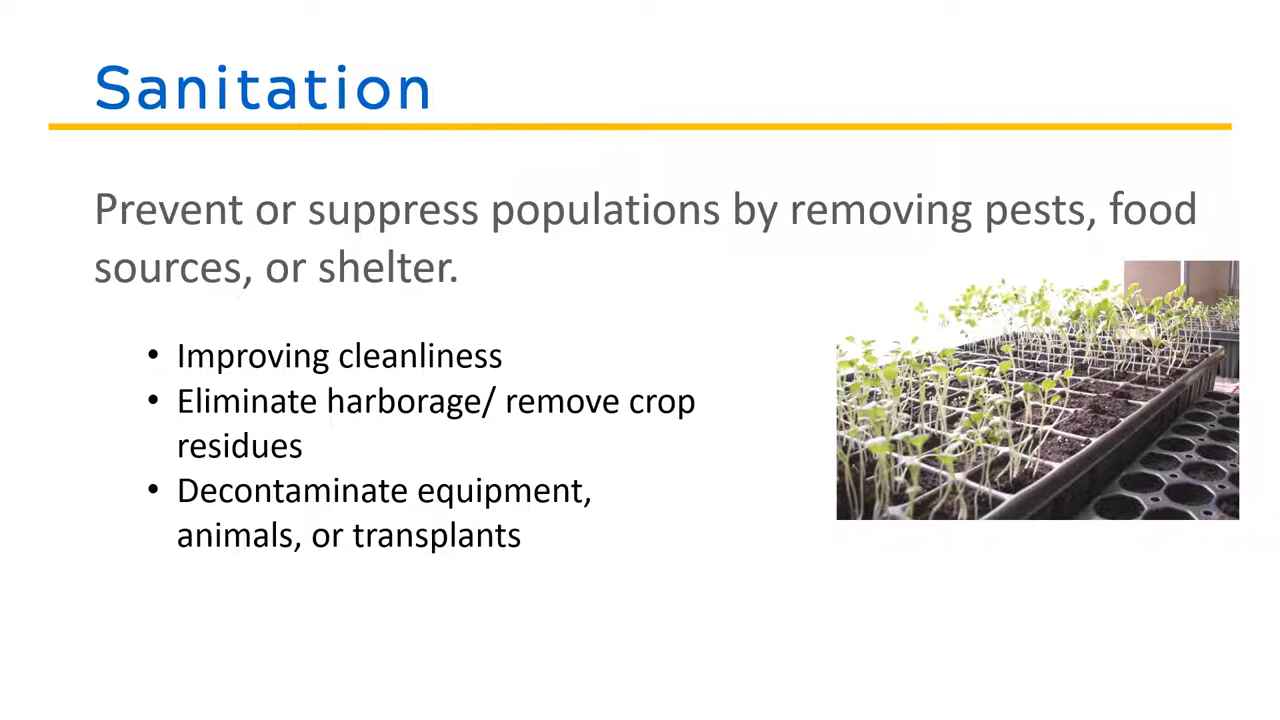 Sanitation
Prevent or suppress populations by removing pests, food
sources, or shelter.
• Improving cleanliness
• Eliminate harborage/ remove crop
residues
• Decontaminate equipment,
animals, or transplants